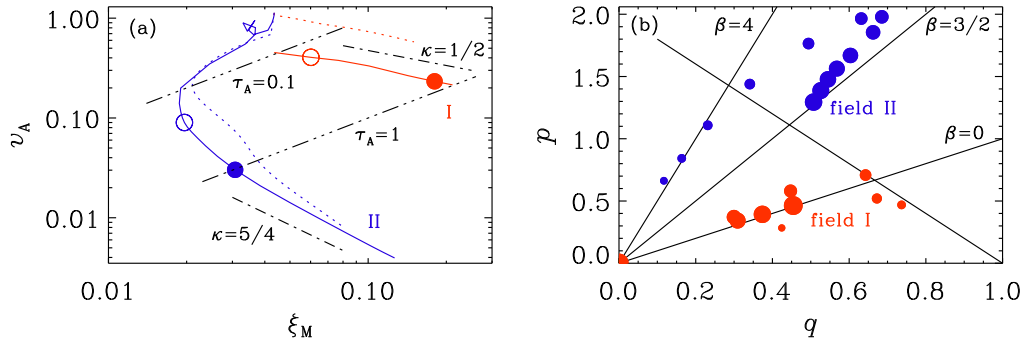 (a)
1.00
0.10
0.01
v_A
κ=1/2
τ_A=0.1
I
τ_A=1
II
κ=5/4
0.01
0.10
ξ_M
(b)
β=4
β=3/2
2.0
1.5
1.0
0.5
0.0
p
field II
β=0
field I
0.0
0.2
0.4
0.6
0.8
1.0
q